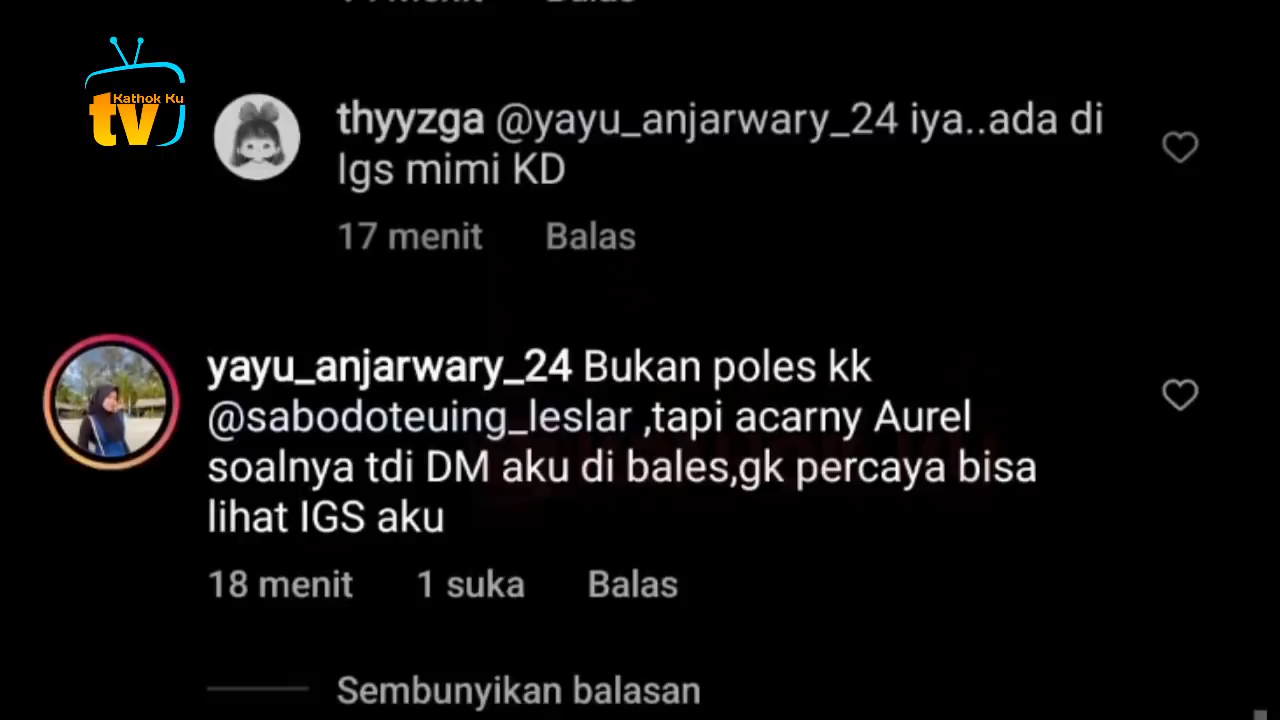 Balas
Kathok Ku
tv
thyyzga @yayu_anjarwary_24 iya..ada di
Igs mimi KD
17 menit Balas
yayu_anjarwary_24 Bukan poles kk
@sabodoteuing_leslar ,tapi acarny Aurel
soalnya tdi DM aku di bales,gk percaya bisa
lihat IGS aku
18 menit 1 suka Balas
Sembunyikan balasan